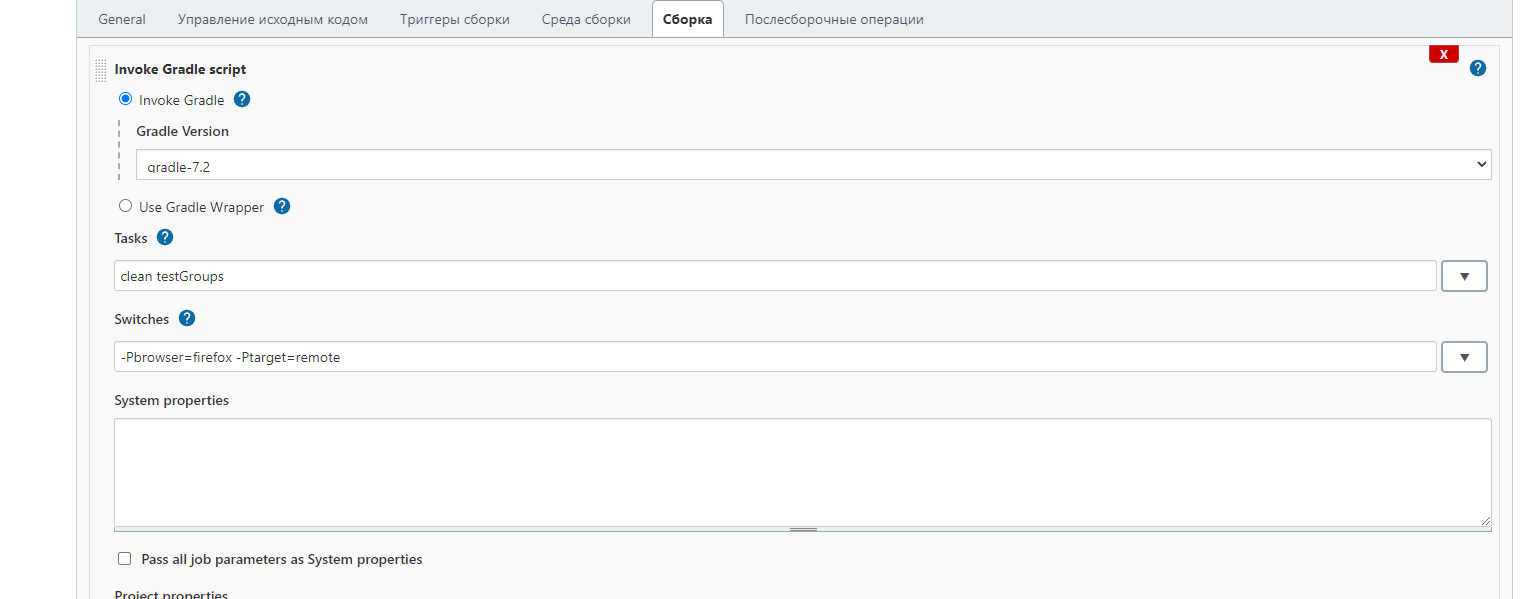 General Управление исходным кодом Триггеры сборки Среда сборки Сборка Послесборочные операции
X
Invoke Gradle script ?
Invoke Gradle ?
Gradle Version
gradle-7.2
Use Gradle Wrapper ?
Tasks ?
clean testGroups ▼
Switches ?
-Pbrowser=firefox -Ptarget=remote ▼
System properties
Pass all job parameters as System properties
Project properties